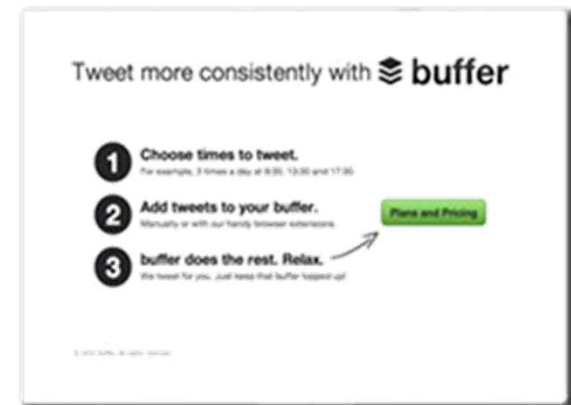 Tweet more consistently with buffer
1 Choose times to tweet.
For example, 3 times a day at 9:30, 13:30 and 17:30.
2 Add tweets to your buffer.
Manually or with our handy browser extensions.
Plans and Pricing
3 buffer does the rest. Relax.
We tweet for you. Just keep that buffer topped up!